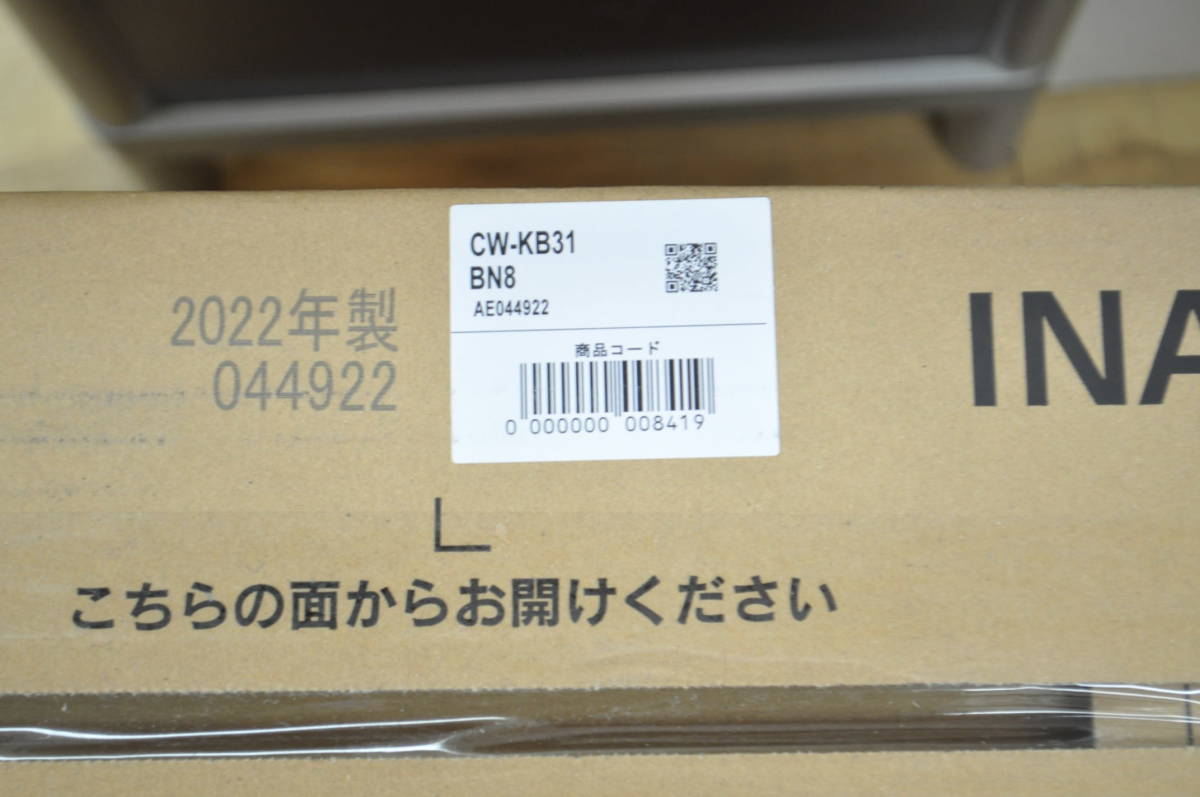 CW-KB31
BN8
AE044922
商品コード
0 000000 008419
2022年製
044922
INA
L
こちらの面からお開けください